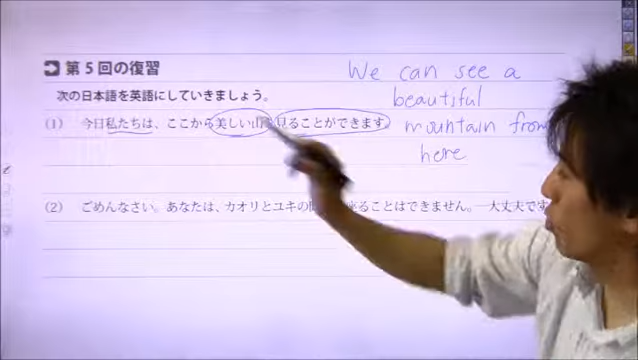 第5回の復習
次の日本語を英語にしていきましょう。
(1) 今日私たちは、ここから美しい山 見ることができます。
We can see a
beautiful
mountain from
here
(2) ごめんなさい。あなたは、カオリとユキの 座ることはできません。―大丈夫です